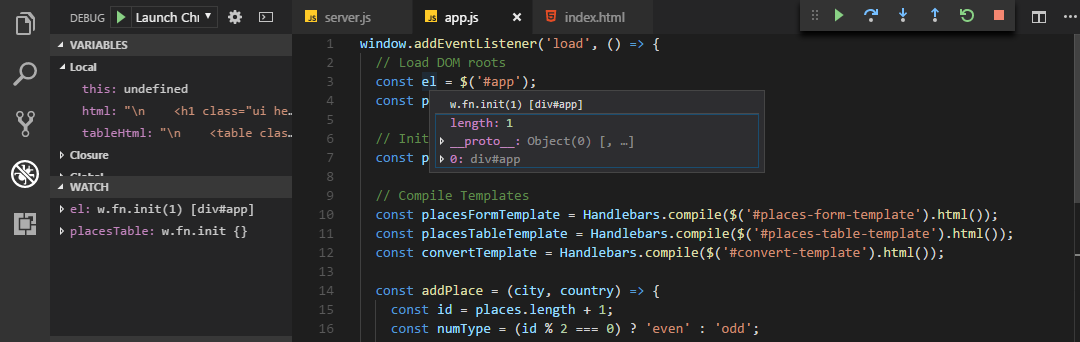 DEBUG Launch Chr
VARIABLES
Local
this: undefined
html: "\n    <h1 class="ui he…
tableHtml: "\n    <table clas…
Closure
Global
WATCH
el: w.fn.init(1) [div#app]
placesTable: w.fn.init {}
server.js app.js index.html
1 window.addEventListener('load', () => {
2 // Load DOM roots
3 const el = $('#app');
4 const p
w.fn.init(1) [div#app]
length: 1
__proto__: Object(0) [, …]
0: div#app
5
6 // Init
7 const p
8
9 // Compile Templates
10 const placesFormTemplate = Handlebars.compile($('#places-form-template').html());
11 const placesTableTemplate = Handlebars.compile($('#places-table-template').html());
12 const convertTemplate = Handlebars.compile($('#convert-template').html());
13
14 const addPlace = (city, country) => {
15 const id = places.length + 1;
16 const numType = (id % 2 === 0) ? 'even' : 'odd';